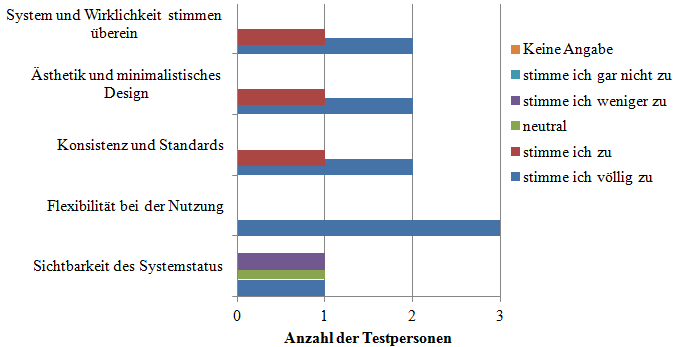 System und Wirklichkeit stimmen
überein
Ästhetik und minimalistisches
Design
Konsistenz und Standards
Flexibilität bei der Nutzung
Sichtbarkeit des Systemstatus
0
1
2
3
Anzahl der Testpersonen
Keine Angabe
stimme ich gar nicht zu
stimme ich weniger zu
neutral
stimme ich zu
stimme ich völlig zu